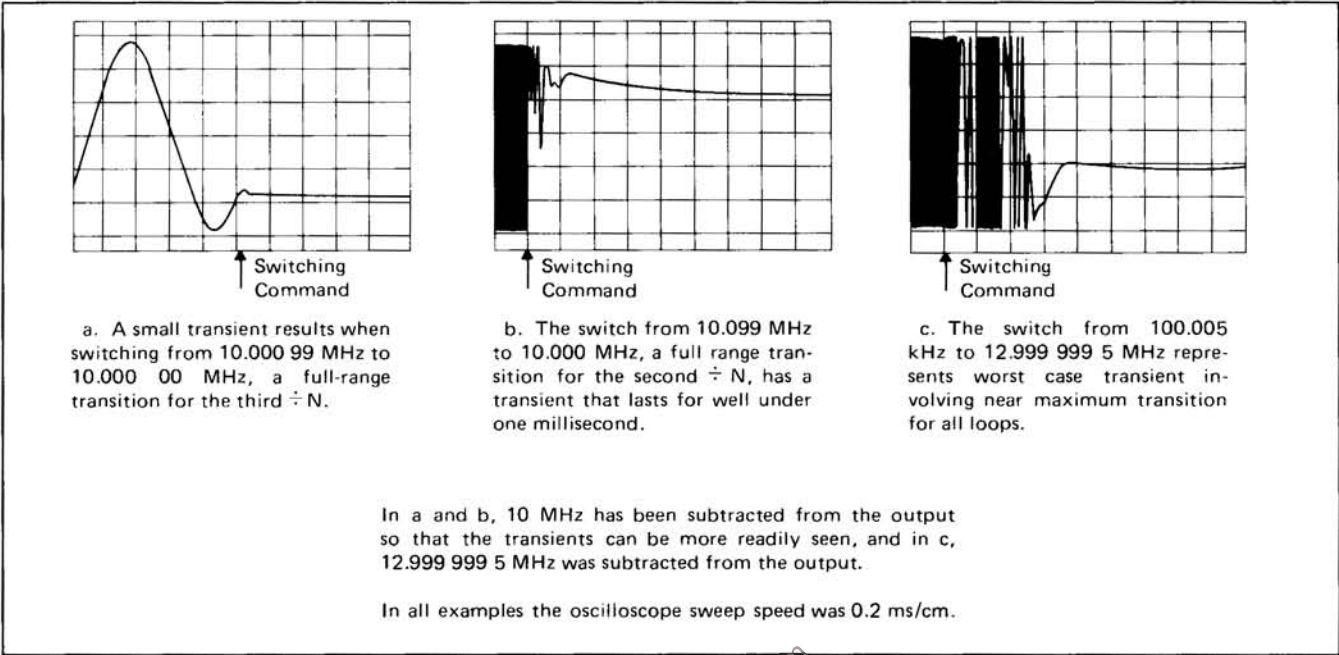 Switching
Command
a. A small transient results when
switching from 10.000 99 MHz to
10.000 00 MHz, a full-range
transition for the third ÷ N.
Switching
Command
b. The switch from 10.099 MHz
to 10.000 MHz, a full range tran-
sition for the second ÷ N, has a
transient that lasts for well under
one millisecond.
Switching
Command
c. The switch from 100.005
kHz to 12.999 999 5 MHz repre-
sents worst case transient in-
volving near maximum transition
for all loops.
In a and b, 10 MHz has been subtracted from the output
so that the transients can be more readily seen, and in c,
12.999 999 5 MHz was subtracted from the output.
In all examples the oscilloscope sweep speed was 0.2 ms/cm.